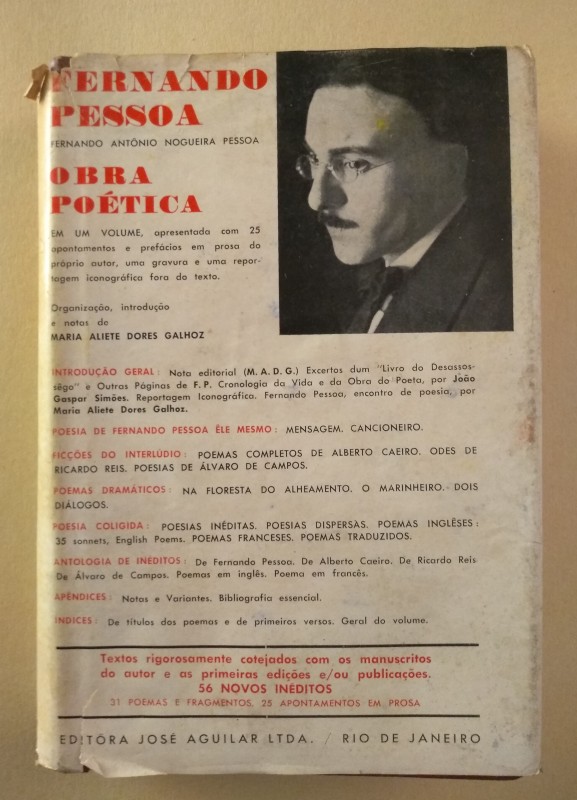 FERNANDO
PESSOA
FERNANDO ANTÔNIO NOGUEIRA PESSOA
OBRA
POÉTICA
EM UM VOLUME, apresentada com 25
apontamentos e prefácios em prosa do
próprio autor, uma gravura e uma repor-
tagem iconográfica fora do texto.
Organização, introdução
e notas de
MARIA ALIETE DORES GALHOZ
INTRODUÇÃO GERAL: Nota editorial (M. A. D. G.) Excertos dum "Livro do Desassos-
sêgo" e Outras Páginas de F. P. Cronologia da Vida e da Obra do Poeta, por João
Gaspar Simões. Reportagem Iconográfica. Fernando Pessoa, encontro de poesia, por
Maria Aliete Dores Galhoz.
POESIA DE FERNANDO PESSOA ÊLE MESMO: MENSAGEM. CANCIONEIRO.
FICÇÕES DO INTERLÚDIO: POEMAS COMPLETOS DE ALBERTO CAEIRO. ODES DE
RICARDO REIS. POESIAS DE ÁLVARO DE CAMPOS.
POEMAS DRAMÁTICOS: NA FLORESTA DO ALHEAMENTO. O MARINHEIRO. DOIS
DIÁLOGOS.
POESIA COLIGIDA: POESIAS INÉDITAS. POESIAS DISPERSAS. POEMAS INGLÊSES:
35 sonnets, English Poems. POEMAS FRANCESES. POEMAS TRADUZIDOS.
ANTOLOGIA DE INÉDITOS: De Fernando Pessoa. De Alberto Caeiro. De Ricardo Reis
De Álvaro de Campos. Poemas em inglês. Poema em francês.
APÊNDICES: Notas e Variantes. Bibliografia essencial.
ÍNDICES: De títulos dos poemas e de primeiros versos. Geral do volume.
Textos rigorosamente cotejados com os manuscritos
do autor e as primeiras edições e/ou publicações.
56 NOVOS INÉDITOS
31 POEMAS E FRAGMENTOS, 25 APONTAMENTOS EM PROSA
EDITÔRA JOSÉ AGUILAR LTDA. / RIO DE JANEIRO